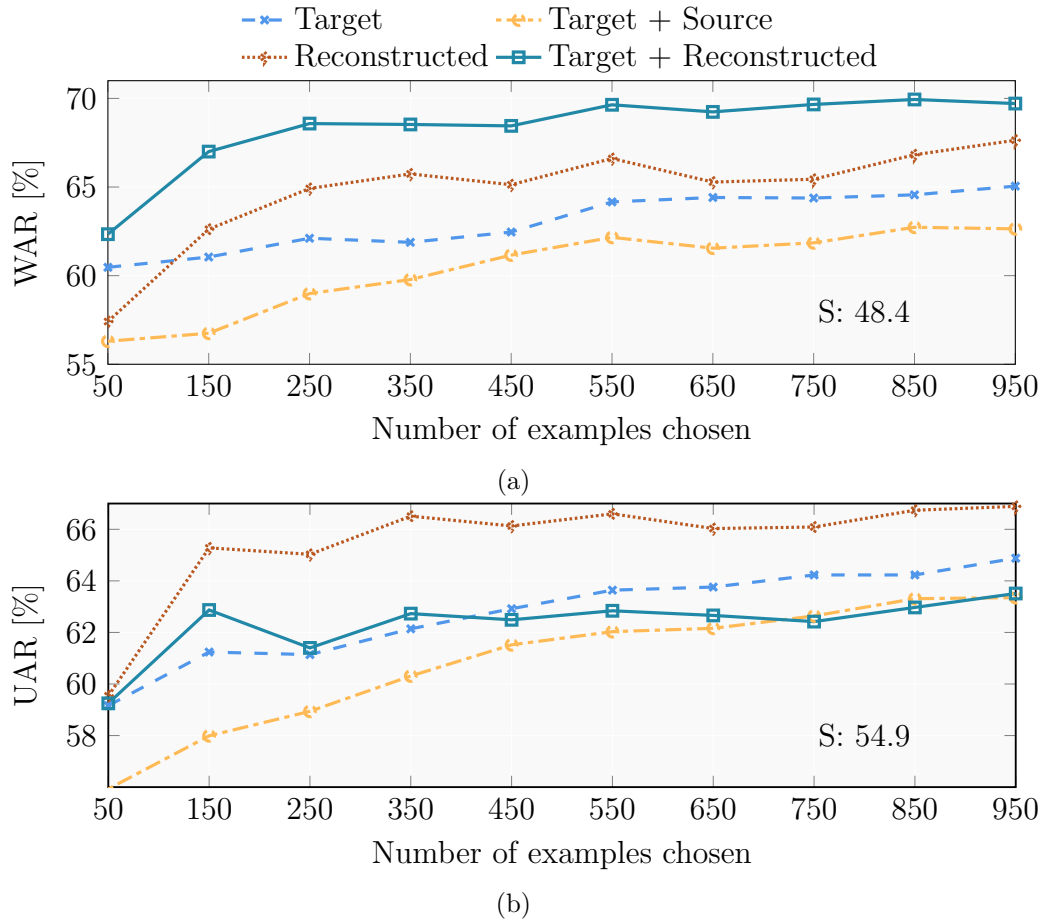 Target
Target + Source
Reconstructed
Target + Reconstructed
70
65
60
55
WAR [%]
S: 48.4
50 150 250 350 450 550 650 750 850 950
Number of examples chosen
(a)
66
64
62
60
58
UAR [%]
S: 54.9
50 150 250 350 450 550 650 750 850 950
Number of examples chosen
(b)